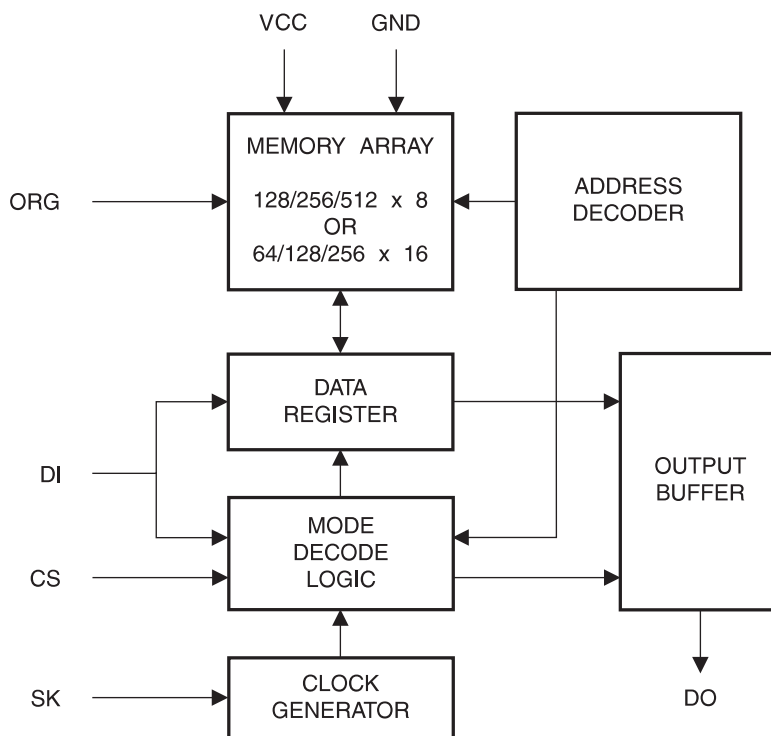 VCC GND
MEMORY ARRAY
128/256/512 x 8
OR
64/128/256 x 16
ORG
ADDRESS
DECODER
DATA
REGISTER
DI
OUTPUT
BUFFER
MODE
DECODE
LOGIC
CS
CLOCK
GENERATOR
SK
DO